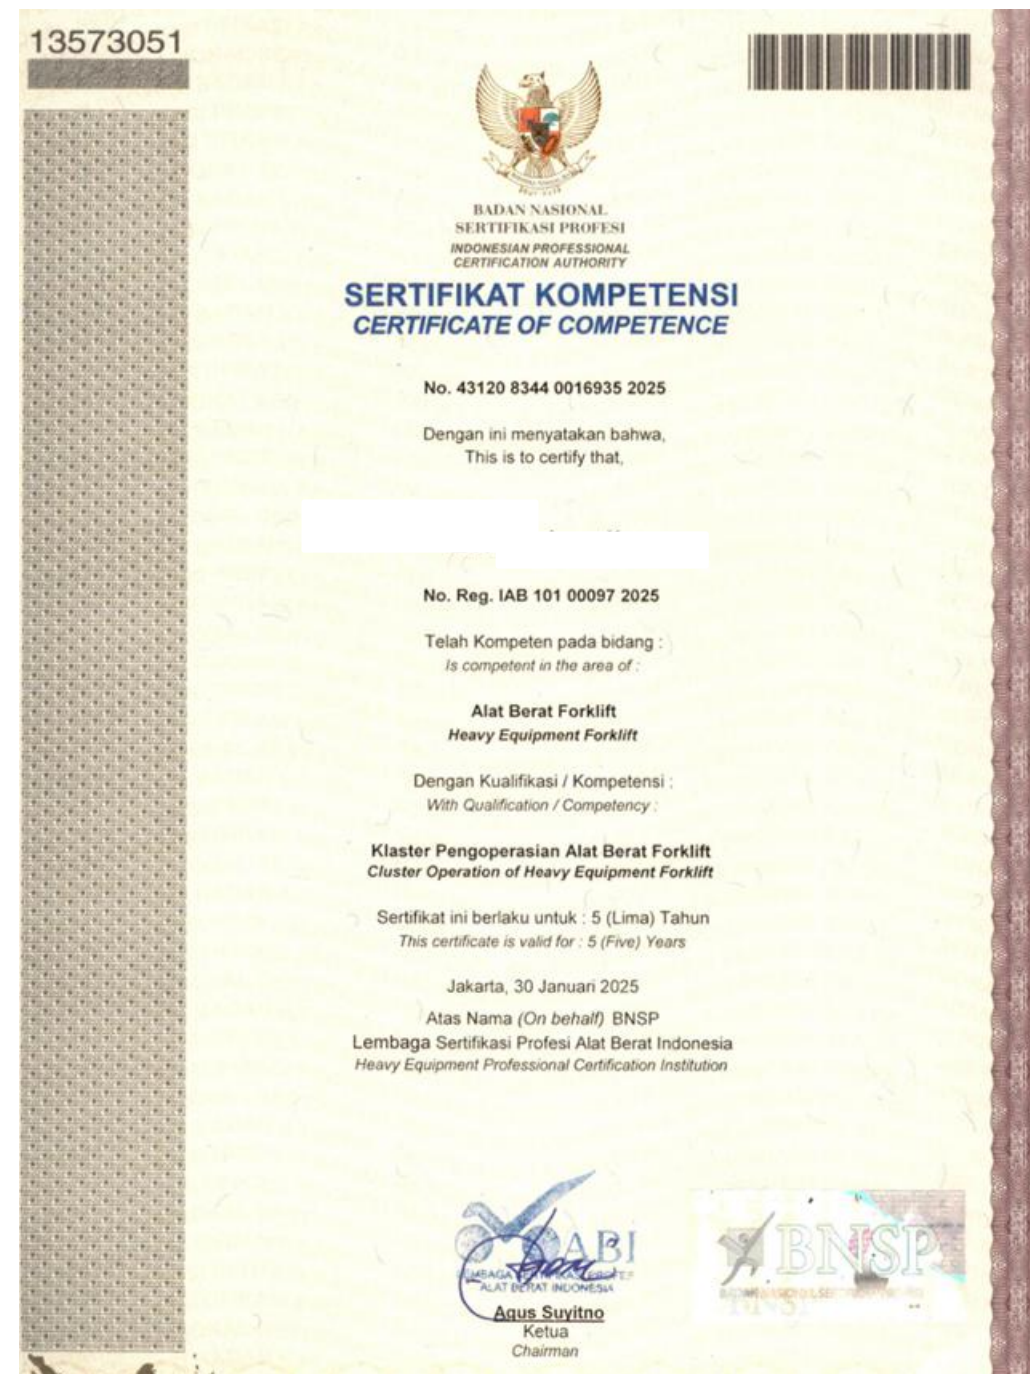 13573051
BADAN NASIONAL
SERTIFIKASI PROFESI
INDONESIAN PROFESSIONAL
CERTIFICATION AUTHORITY
SERTIFIKAT KOMPETENSI
CERTIFICATE OF COMPETENCE
No. 43120 8344 0016935 2025
Dengan ini menyatakan bahwa,
This is to certify that,
No. Reg. IAB 101 00097 2025
Telah Kompeten pada bidang :
Is competent in the area of :
Alat Berat Forklift
Heavy Equipment Forklift
Dengan Kualifikasi / Kompetensi :
With Qualification / Competency :
Klaster Pengoperasian Alat Berat Forklift
Cluster Operation of Heavy Equipment Forklift
Sertifikat ini berlaku untuk : 5 (Lima) Tahun
This certificate is valid for : 5 (Five) Years
Jakarta, 30 Januari 2025
Atas Nama (On behalf) BNSP
Lembaga Sertifikasi Profesi Alat Berat Indonesia
Heavy Equipment Professional Certification Institution
ABI
ALAT BERAT INDONESIA
BNSP
Agus Suyitno
Ketua
Chairman